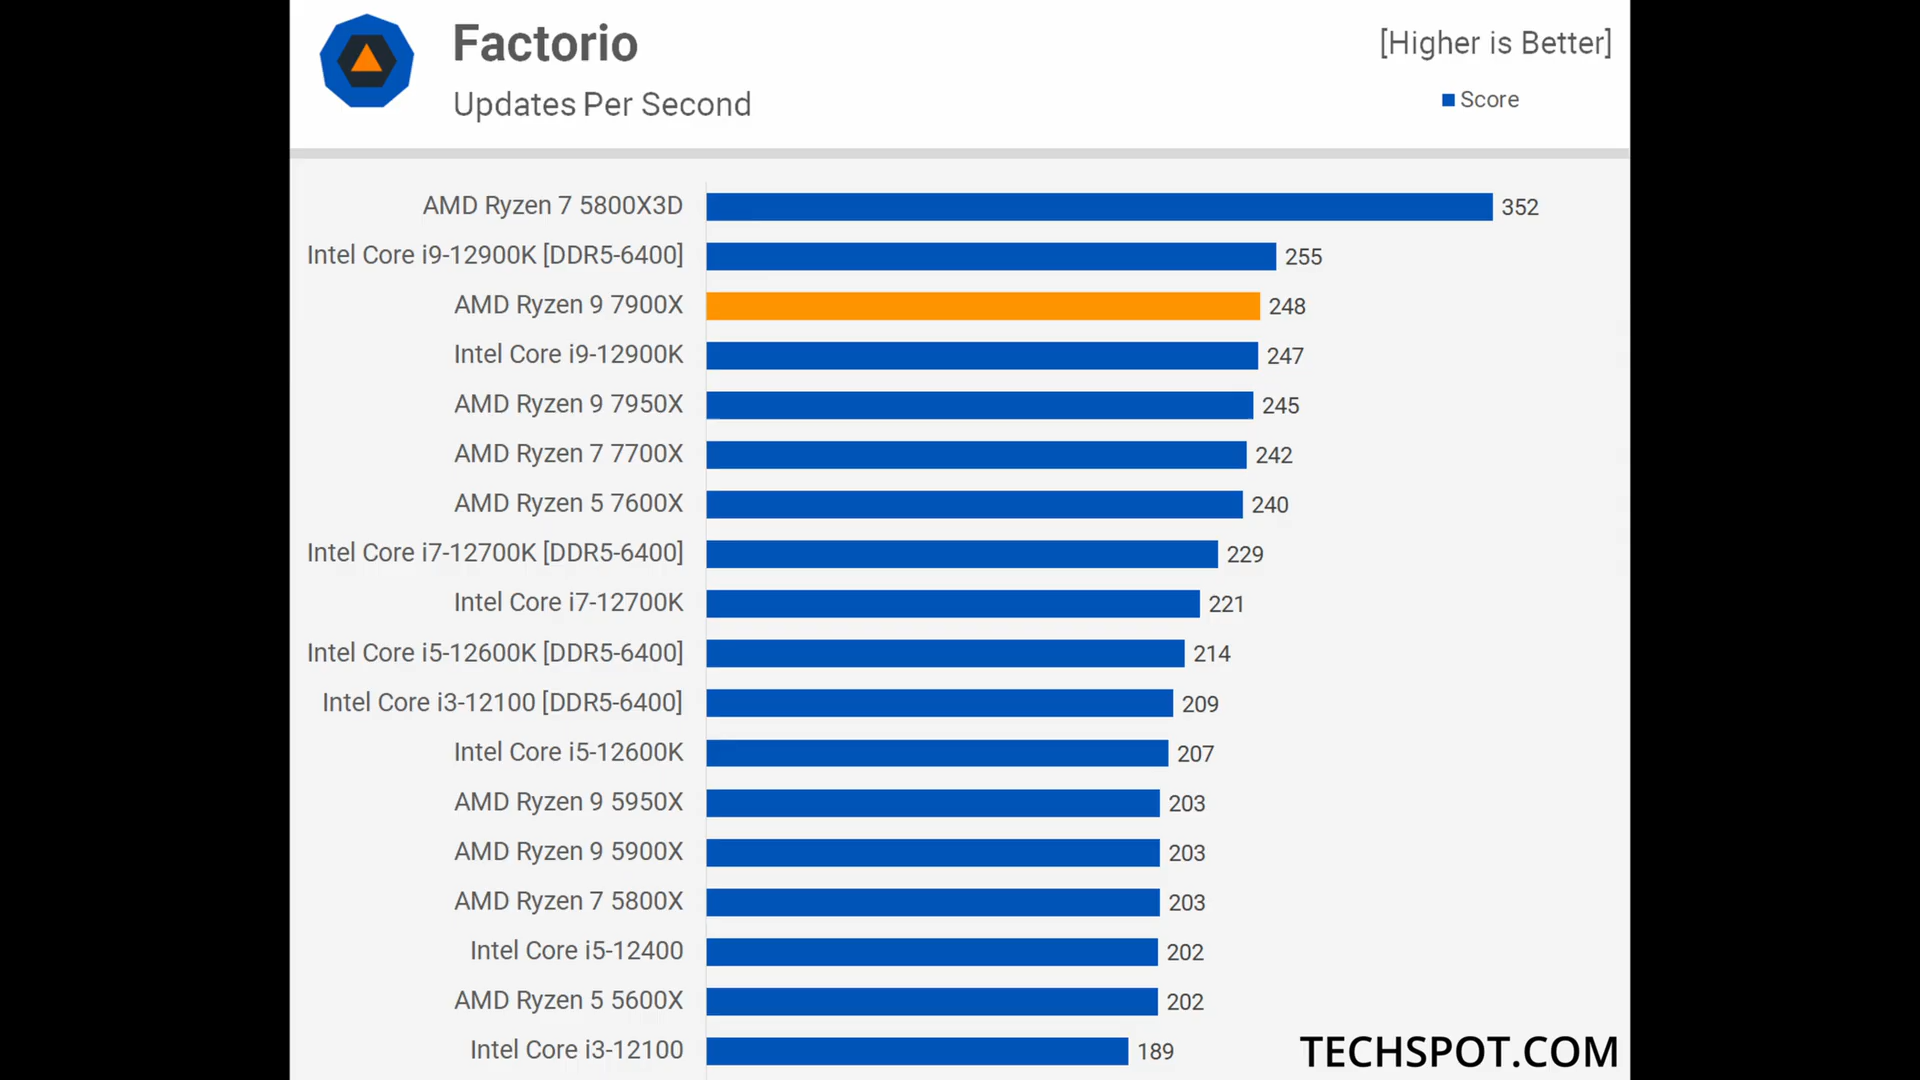 Factorio
[Higher is Better]
Updates Per Second
Score
AMD Ryzen 7 5800X3D 352
Intel Core i9-12900K [DDR5-6400] 255
AMD Ryzen 9 7900X 248
Intel Core i9-12900K 247
AMD Ryzen 9 7950X 245
AMD Ryzen 7 7700X 242
AMD Ryzen 5 7600X 240
Intel Core i7-12700K [DDR5-6400] 229
Intel Core i7-12700K 221
Intel Core i5-12600K [DDR5-6400] 214
Intel Core i3-12100 [DDR5-6400] 209
Intel Core i5-12600K 207
AMD Ryzen 9 5950X 203
AMD Ryzen 9 5900X 203
AMD Ryzen 7 5800X 203
Intel Core i5-12400 202
AMD Ryzen 5 5600X 202
Intel Core i3-12100 189
TECHSPOT.COM